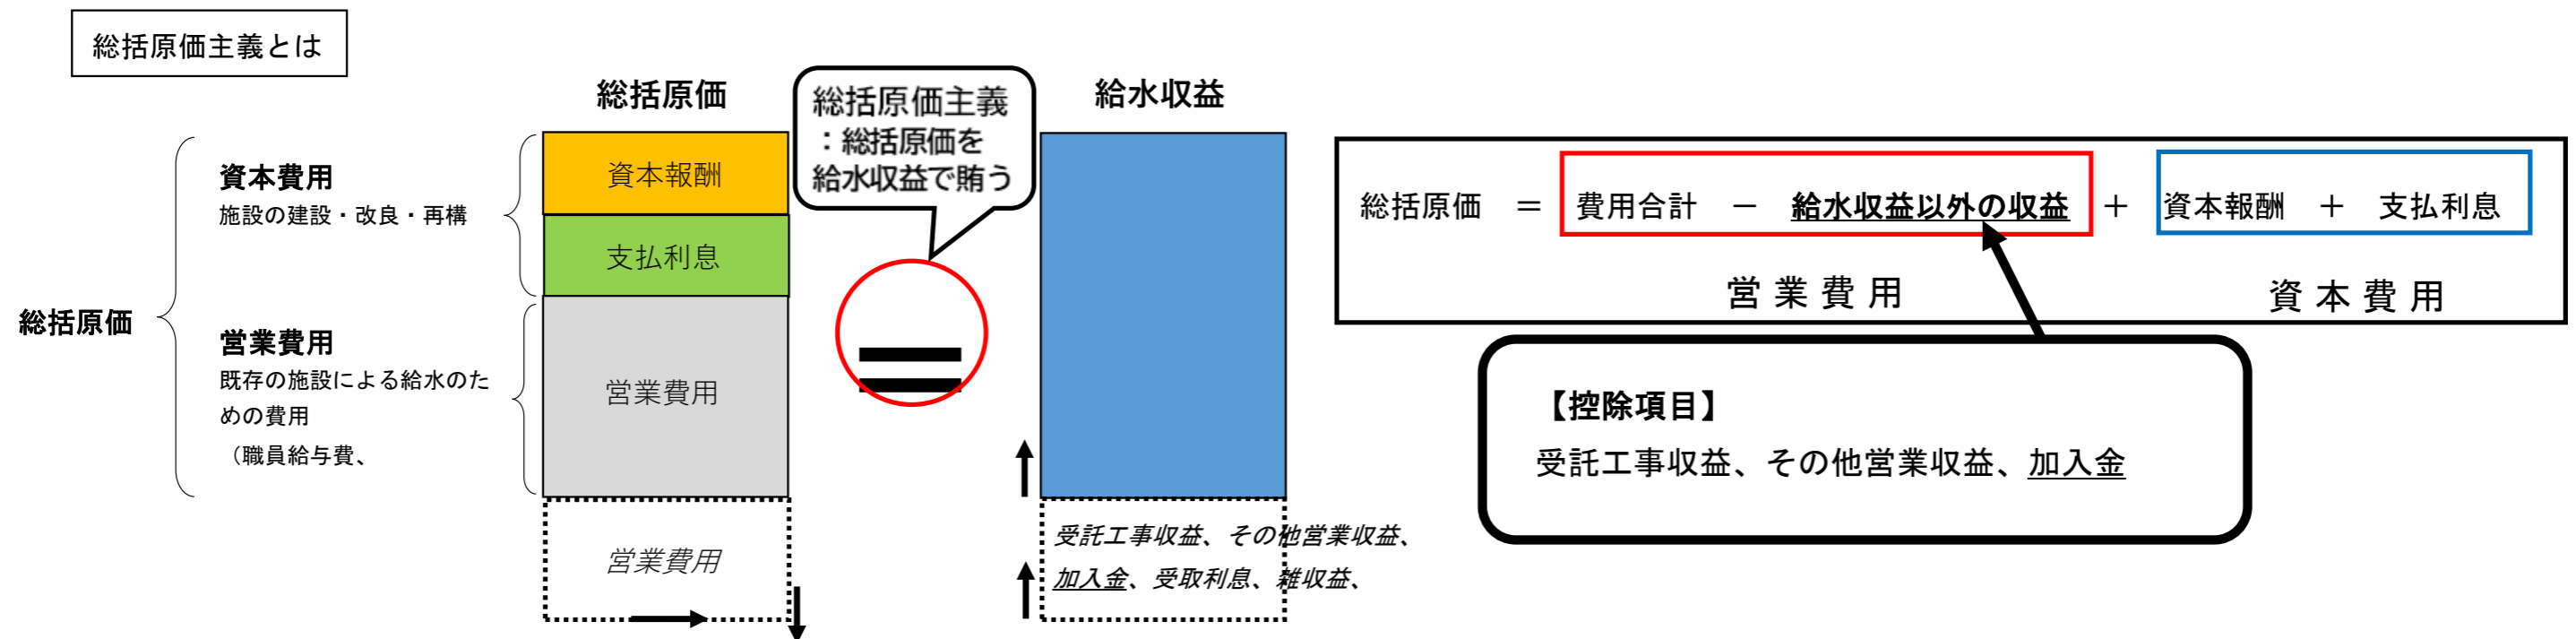 総括原価主義とは
総括原価
総括原価主義
：総括原価を
給水収益で賄う
給水収益
資本費用
施設の建設・改良・再構
総括原価
営業費用
既存の施設による給水のた
めの費用
（職員給与費、
資本報酬
支払利息
営業費用
営業費用
受託工事収益、その他営業収益、
加入金、受取利息、雑収益、
総括原価 ＝ 費用合計 － 給水収益以外の収益 ＋ 資本報酬 ＋ 支払利息
営業費用 資本費用
【控除項目】
受託工事収益、その他営業収益、加入金